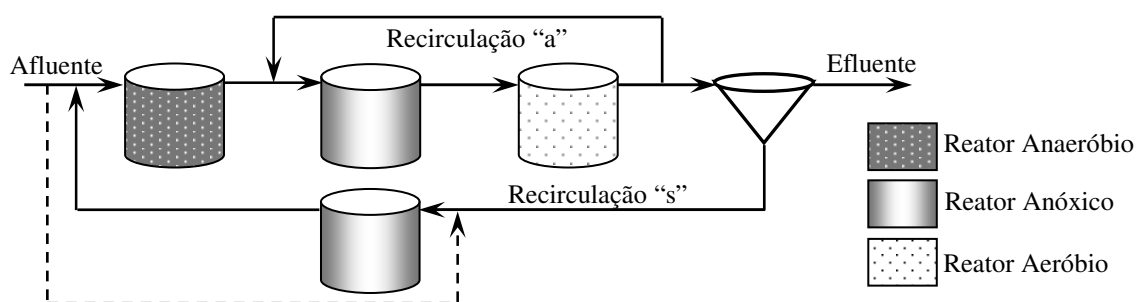 Recirculação “a”
Afluente
Efluente
Reator Anaeróbio
Recirculação “s”
Reator Anóxico
Reator Aeróbio